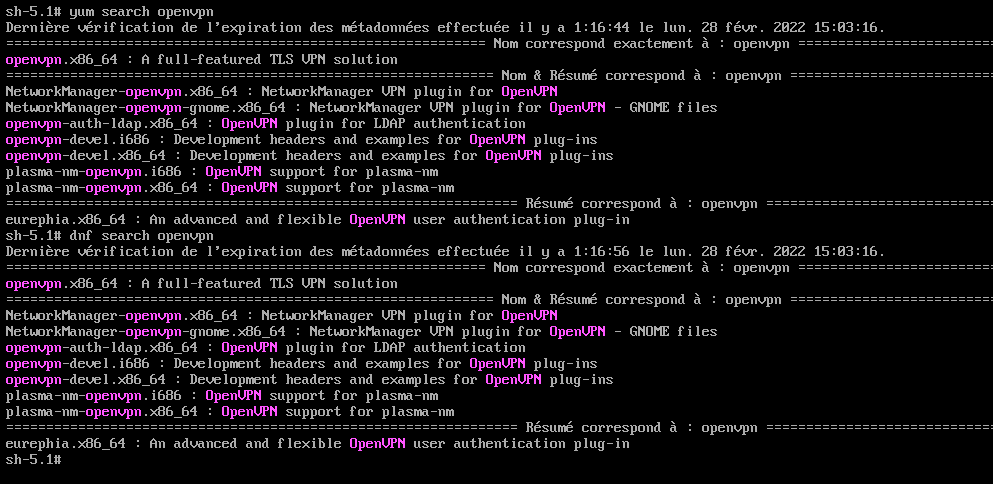 sh-5.1# yum search openvpn
Dernière vérification de l'expiration des métadonnées effectuée il y a 1:16:44 le lun. 28 févr. 2022 15:03:16.
============================================================ Nom correspond exactement à : openvpn =========================
openvpn.x86_64 : A full-featured TLS VPN solution
============================================================= Nom & Résumé correspond à : openvpn ==========================
NetworkManager-openvpn.x86_64 : NetworkManager VPN plugin for OpenVPN
NetworkManager-openvpn-gnome.x86_64 : NetworkManager VPN plugin for OpenVPN - GNOME files
openvpn-auth-ldap.x86_64 : OpenVPN plugin for LDAP authentication
openvpn-devel.i686 : Development headers and examples for OpenVPN plug-ins
openvpn-devel.x86_64 : Development headers and examples for OpenVPN plug-ins
plasma-nm-openvpn.i686 : OpenVPN support for plasma-nm
plasma-nm-openvpn.x86_64 : OpenVPN support for plasma-nm
================================================================ Résumé correspond à : openvpn =============================
eurephia.x86_64 : An advanced and flexible OpenVPN user authentication plug-in
sh-5.1# dnf search openvpn
Dernière vérification de l'expiration des métadonnées effectuée il y a 1:16:56 le lun. 28 févr. 2022 15:03:16.
============================================================ Nom correspond exactement à : openvpn =========================
openvpn.x86_64 : A full-featured TLS VPN solution
============================================================= Nom & Résumé correspond à : openvpn ==========================
NetworkManager-openvpn.x86_64 : NetworkManager VPN plugin for OpenVPN
NetworkManager-openvpn-gnome.x86_64 : NetworkManager VPN plugin for OpenVPN - GNOME files
openvpn-auth-ldap.x86_64 : OpenVPN plugin for LDAP authentication
openvpn-devel.i686 : Development headers and examples for OpenVPN plug-ins
openvpn-devel.x86_64 : Development headers and examples for OpenVPN plug-ins
plasma-nm-openvpn.i686 : OpenVPN support for plasma-nm
plasma-nm-openvpn.x86_64 : OpenVPN support for plasma-nm
================================================================ Résumé correspond à : openvpn =============================
eurephia.x86_64 : An advanced and flexible OpenVPN user authentication plug-in
sh-5.1#